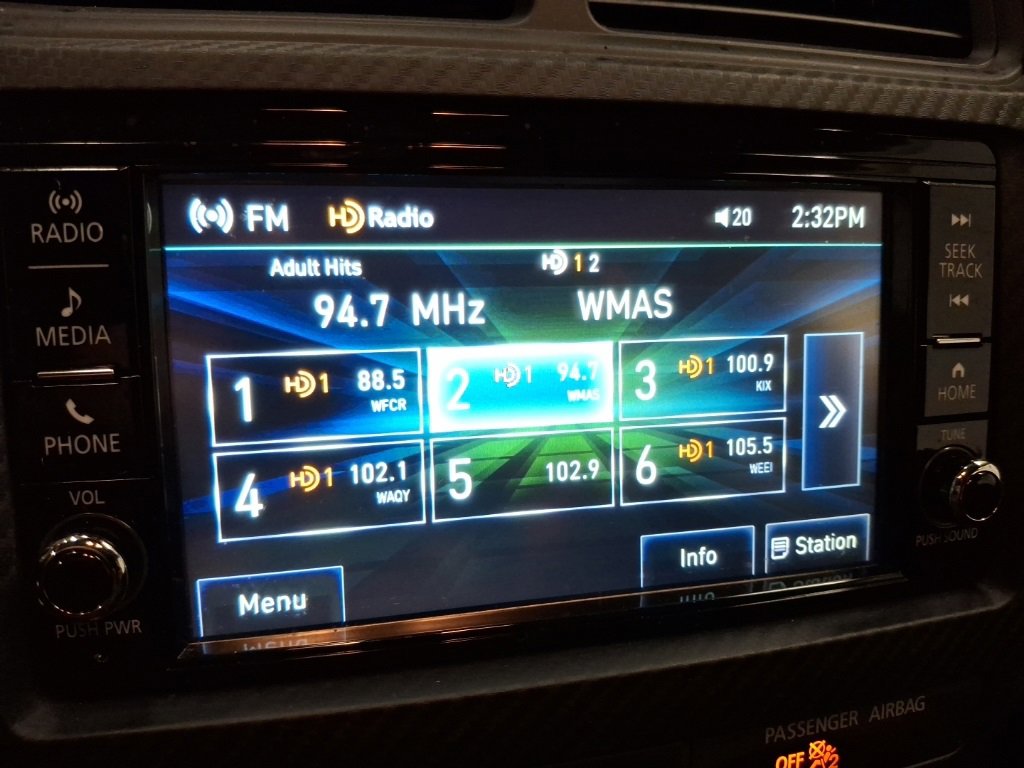 FM HD Radio 20 2:32PM
Adult Hits HD 1 2
94.7 MHz WMAS
1 HD 1 88.5
WFCR
2 HD 1 94.7
WMAS
3 HD 1 100.9
KIX
4 HD 1 102.1
WAQY
5 102.9
6 HD 1 105.5
WEEI
Menu
Info
Station
RADIO
MEDIA
PHONE
VOL
PUSH PWR
SEEK
TRACK
HOME
TUNE
PUSH SOUND
PASSENGER AIRBAG
OFF 2